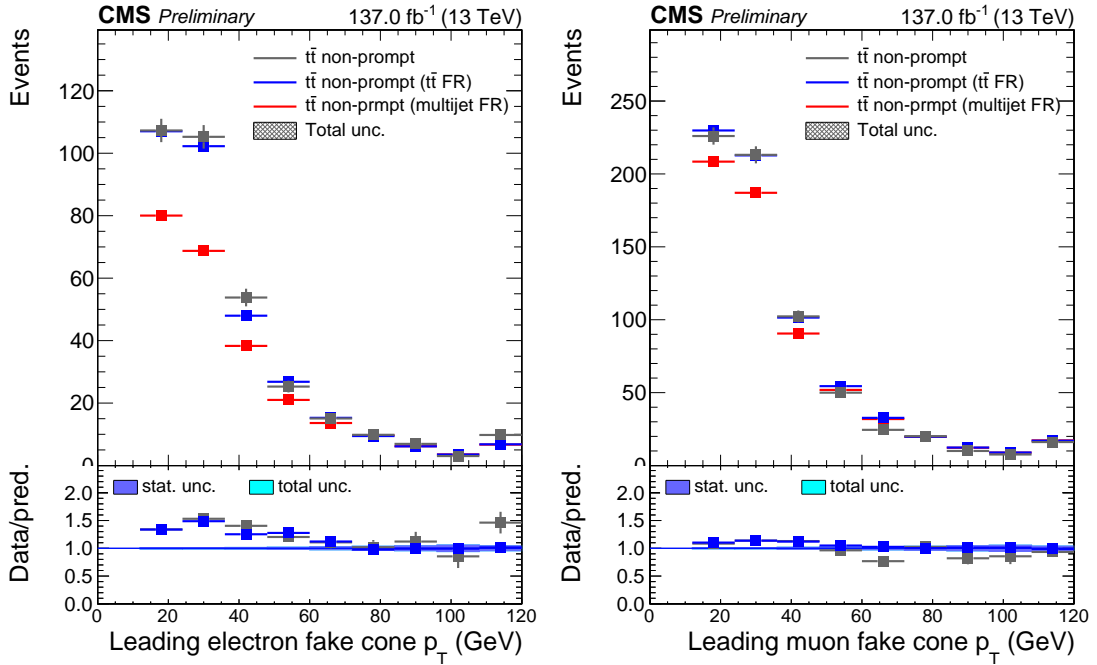 CMS Preliminary 137.0 fb⁻¹ (13 TeV)
Events
tt̄ non-prompt
tt̄ non-prompt (tt̄ FR)
tt̄ non-prmpt (multijet FR)
Total unc.
120
100
80
60
40
20
0
Data/pred.
stat. unc. total unc.
2.0
1.5
1.0
0.5
0.0
0 20 40 60 80 100 120
Leading electron fake cone p_T (GeV)
CMS Preliminary 137.0 fb⁻¹ (13 TeV)
Events
tt̄ non-prompt
tt̄ non-prompt (tt̄ FR)
tt̄ non-prmpt (multijet FR)
Total unc.
250
200
150
100
50
0
Data/pred.
stat. unc. total unc.
2.0
1.5
1.0
0.5
0.0
0 20 40 60 80 100 120
Leading muon fake cone p_T (GeV)